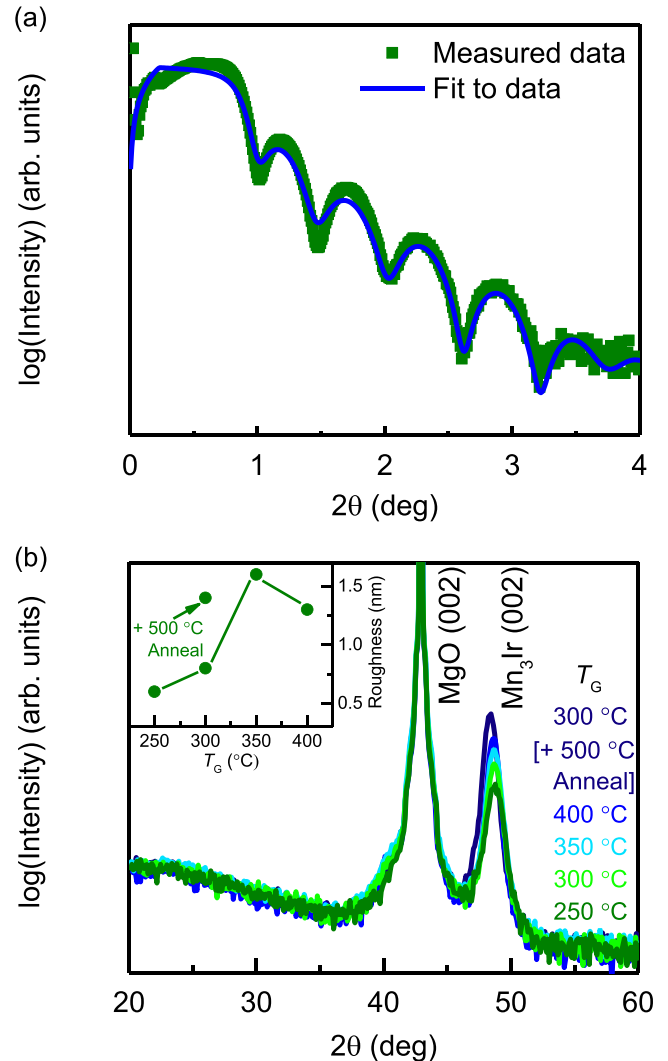 (a)
Measured data
Fit to data
log(Intensity) (arb. units)
0 1 2 3 4
2θ (deg)
(b)
log(Intensity) (arb. units)
+ 500 °C
Anneal
1.5
1.0
0.5
Roughness (nm)
250 300 350 400
T_G (°C)
MgO (002)
Mn₃Ir (002)
T_G
300 °C
[+ 500 °C
Anneal]
400 °C
350 °C
300 °C
250 °C
20 30 40 50 60
2θ (deg)